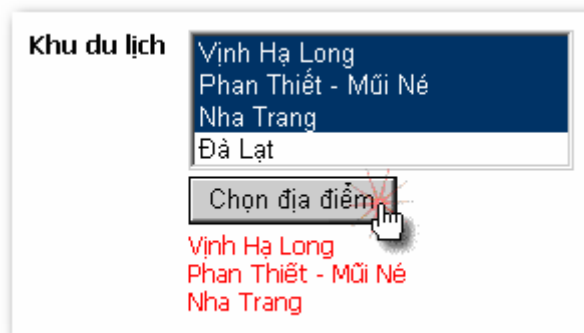 Khu du lịch
Vịnh Hạ Long
Phan Thiết - Mũi Né
Nha Trang
Đà Lạt
Chọn địa điểm
Vịnh Hạ Long
Phan Thiết - Mũi Né
Nha Trang